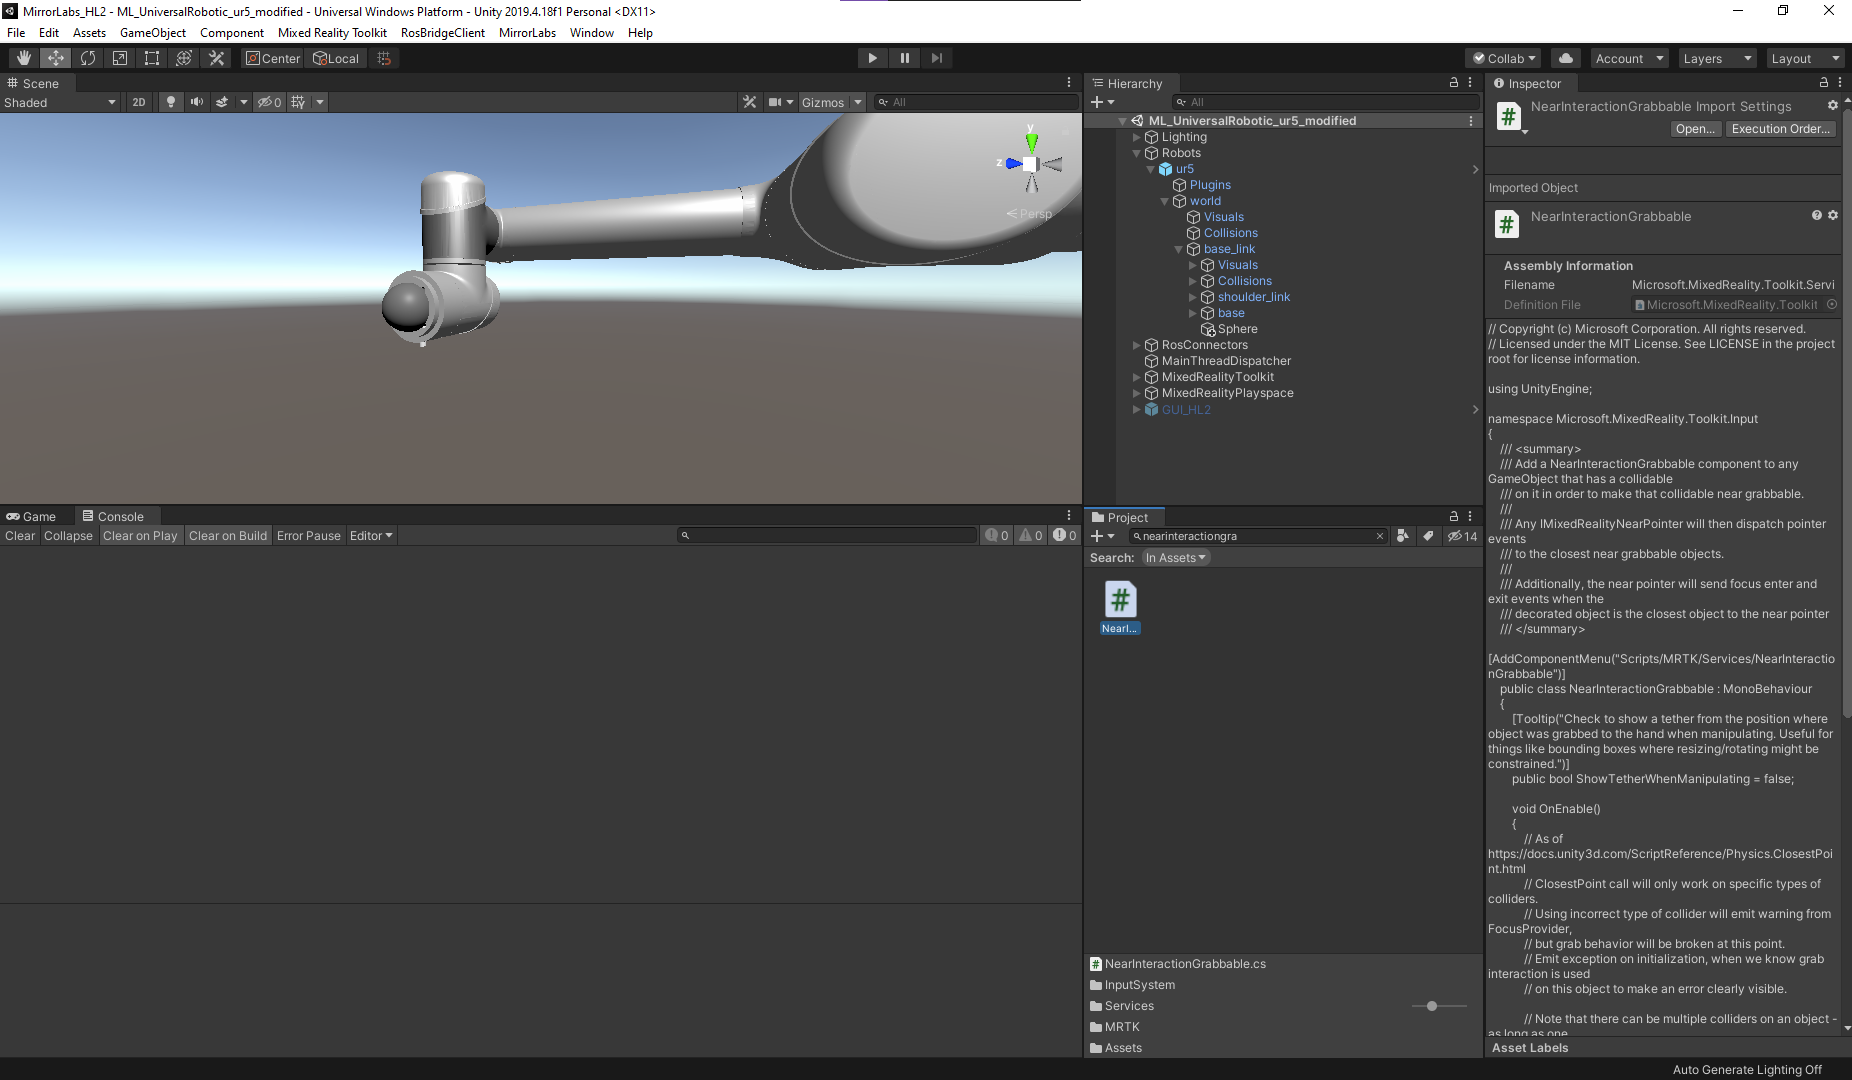 MirrorLabs_HL2 - ML_UniversalRobotic_ur5_modified - Universal Windows Platform - Unity 2019.4.18f1 Personal <DX11>
File Edit Assets GameObject Component Mixed Reality Toolkit RosBridgeClient MirrorLabs Window Help
Center Local
Collab Account Layers Layout
Scene
Shaded 2D 0 Gizmos All
y
z
Persp
Game Console
Clear Collapse Clear on Play Clear on Build Error Pause Editor 0 0 0
Hierarchy
All
ML_UniversalRobotic_ur5_modified
Lighting
Robots
ur5
Plugins
world
Visuals
Collisions
base_link
Visuals
Collisions
shoulder_link
base
Sphere
RosConnectors
MainThreadDispatcher
MixedRealityToolkit
MixedRealityPlayspace
GUI_HL2
Project
nearinteractiongra 14
Search: In Assets
NearI...
NearInteractionGrabbable.cs
InputSystem
Services
MRTK
Assets
Inspector
NearInteractionGrabbable Import Settings
Open... Execution Order...
Imported Object
NearInteractionGrabbable
Assembly Information
Filename Microsoft.MixedReality.Toolkit.Servi
Definition File Microsoft.MixedReality.Toolkit
// Copyright (c) Microsoft Corporation. All rights reserved.
// Licensed under the MIT License. See LICENSE in the project
root for license information.
using UnityEngine;
namespace Microsoft.MixedReality.Toolkit.Input
{
/// <summary>
/// Add a NearInteractionGrabbable component to any
GameObject that has a collidable
/// on it in order to make that collidable near grabbable.
///
/// Any IMixedRealityNearPointer will then dispatch pointer
events
/// to the closest near grabbable objects.
///
/// Additionally, the near pointer will send focus enter and
exit events when the
/// decorated object is the closest object to the near pointer
/// </summary>
[AddComponentMenu("Scripts/MRTK/Services/NearInteractio
nGrabbable")]
public class NearInteractionGrabbable : MonoBehaviour
{
[Tooltip("Check to show a tether from the position where
object was grabbed to the hand when manipulating. Useful for
things like bounding boxes where resizing/rotating might be
constrained.")]
public bool ShowTetherWhenManipulating = false;
void OnEnable()
{
// As of
https://docs.unity3d.com/ScriptReference/Physics.ClosestPoi
nt.html
// ClosestPoint call will only work on specific types of
colliders.
// Using incorrect type of collider will emit warning from
FocusProvider,
// but grab behavior will be broken at this point.
// Emit exception on initialization, when we know grab
interaction is used
// on this object to make an error clearly visible.
// Note that there can be multiple colliders on an object -
as long as one
Asset Labels
Auto Generate Lighting Off